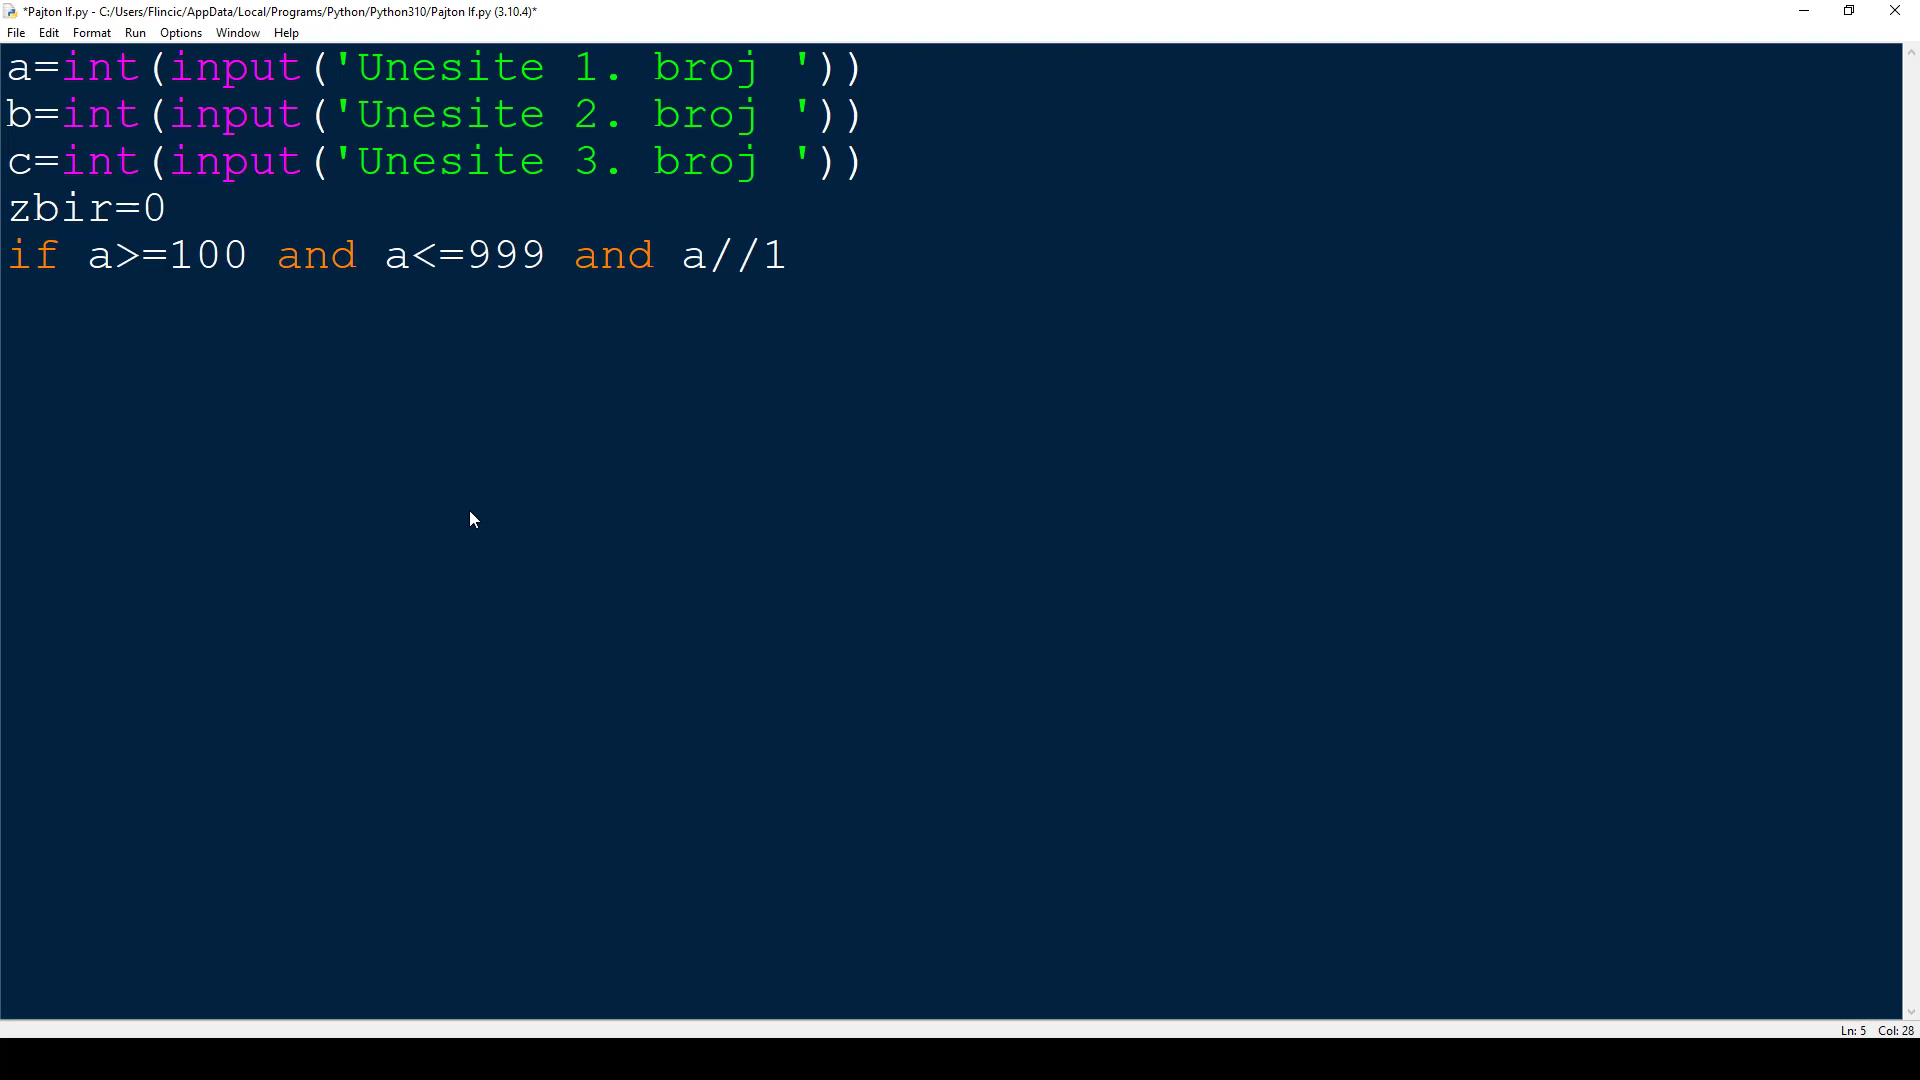 *Pajton If.py - C:/Users/Flincic/AppData/Local/Programs/Python/Python310/Pajton If.py (3.10.4)*
File Edit Format Run Options Window Help
a=int(input('Unesite 1. broj '))
b=int(input('Unesite 2. broj '))
c=int(input('Unesite 3. broj '))
zbir=0
if a>=100 and a<=999 and a//1
Ln: 5 Col: 28